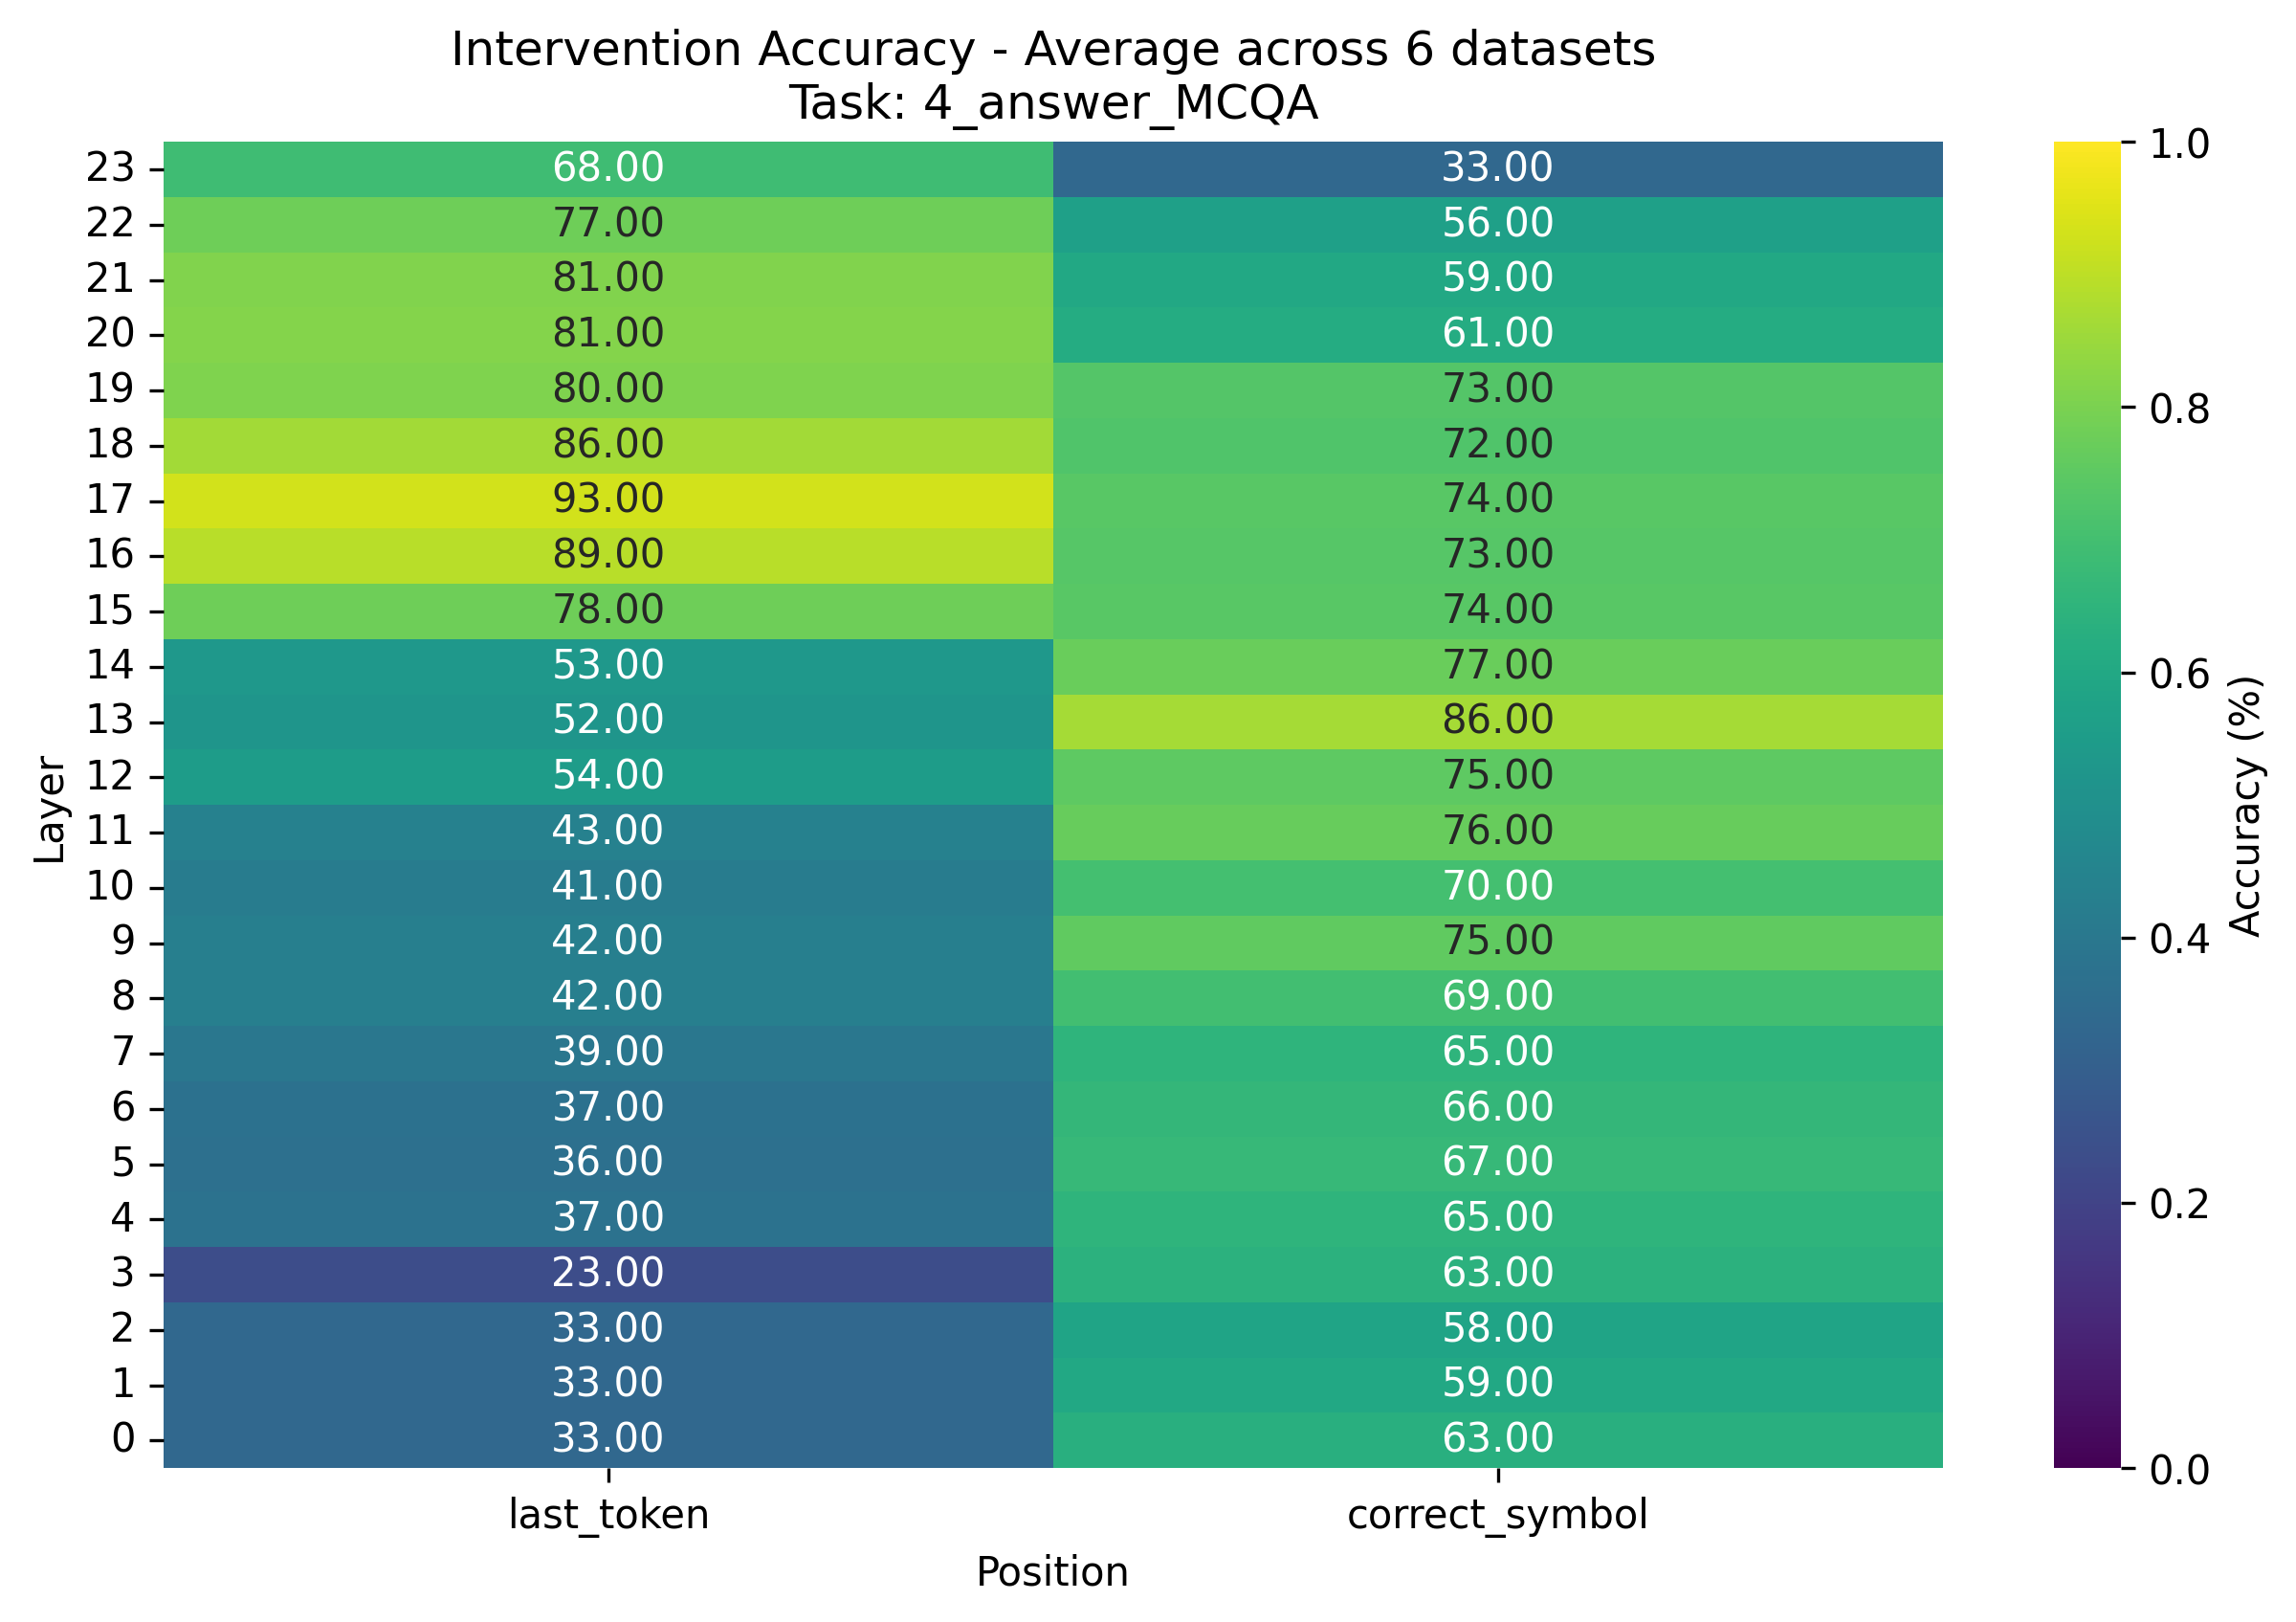 Intervention Accuracy - Average across 6 datasets
Task: 4_answer_MCQA
23 68.00 33.00 1.0
22 77.00 56.00
21 81.00 59.00
20 81.00 61.00
19 80.00 73.00 0.8
18 86.00 72.00
17 93.00 74.00
16 89.00 73.00
15 78.00 74.00
14 53.00 77.00 0.6
13 52.00 86.00
12 54.00 75.00
11 43.00 76.00
10 41.00 70.00
9 42.00 75.00 0.4
8 42.00 69.00
7 39.00 65.00
6 37.00 66.00
5 36.00 67.00
4 37.00 65.00 0.2
3 23.00 63.00
2 33.00 58.00
1 33.00 59.00
0 33.00 63.00 0.0
Layer
Accuracy (%)
last_token correct_symbol
Position